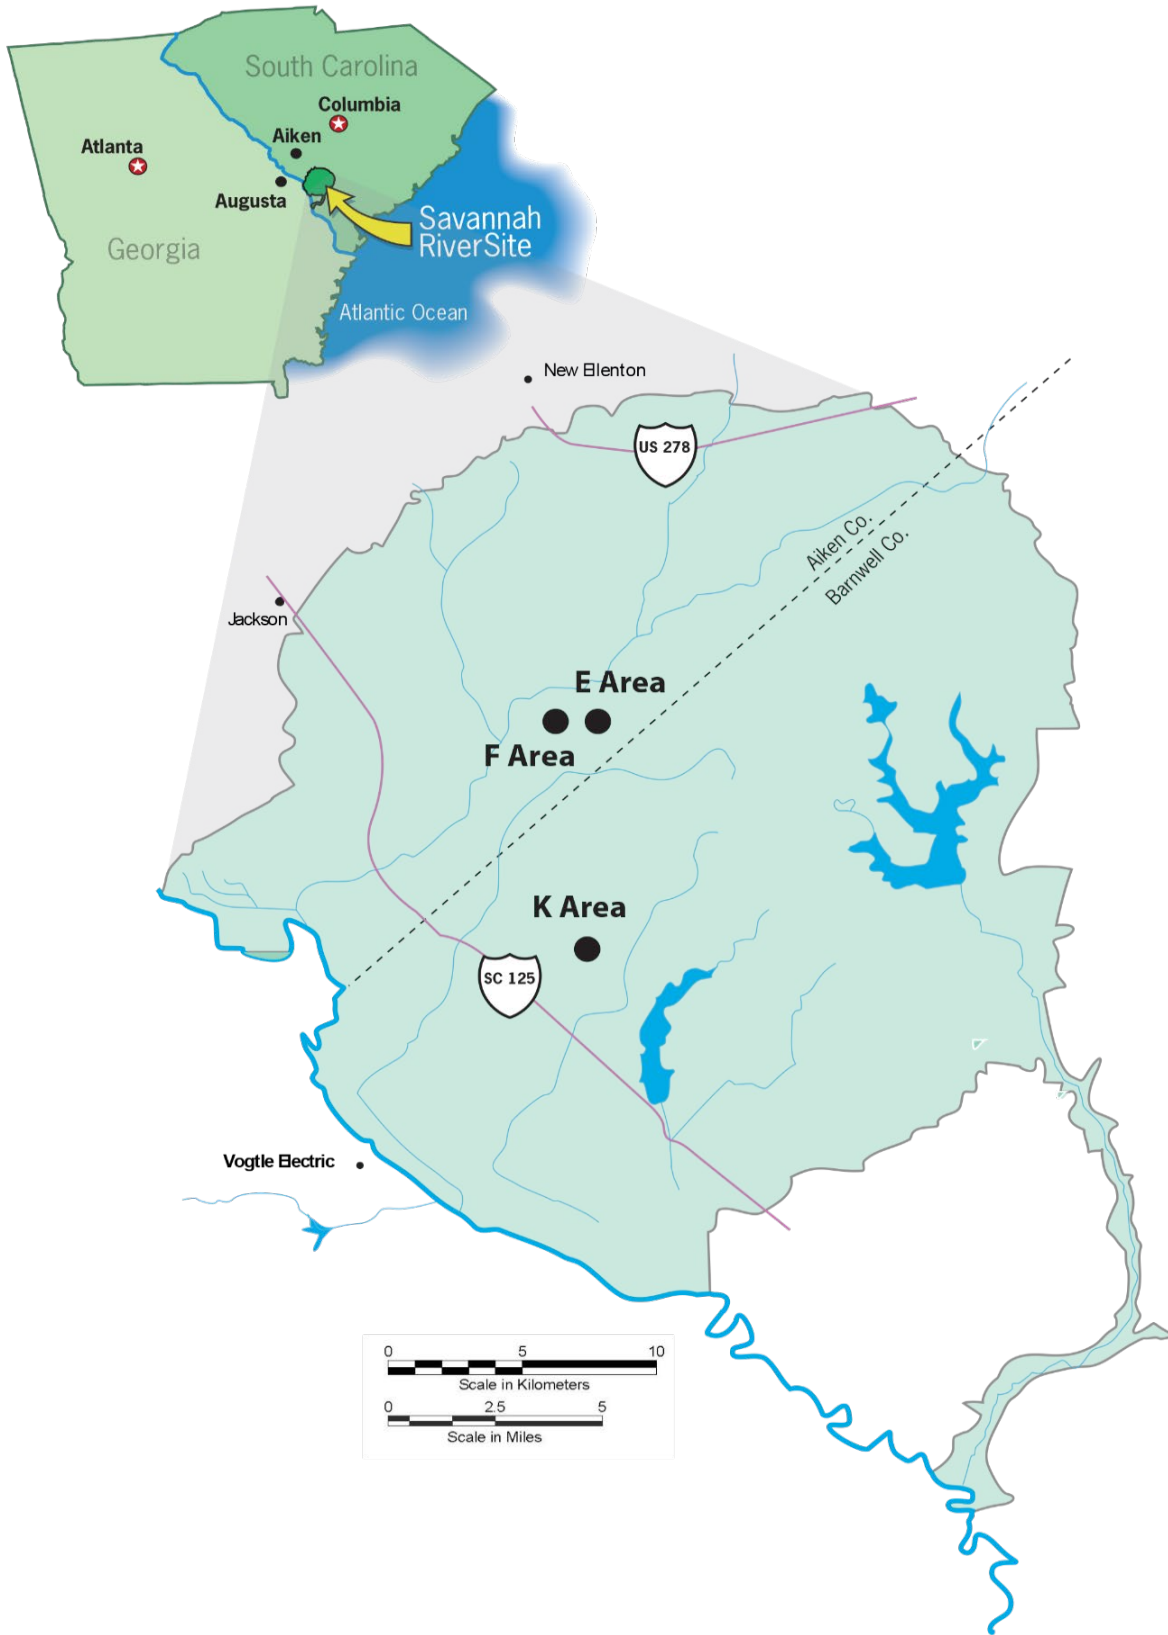 South Carolina
Columbia
Aiken
Atlanta
Augusta
Savannah
RiverSite
Georgia
Atlantic Ocean
New Ellenton
US 278
Aiken Co.
Barnwell Co.
Jackson
E Area
F Area
K Area
SC 125
Vogtle Electric
0 5 10
Scale in Kilometers
0 2.5 5
Scale in Miles